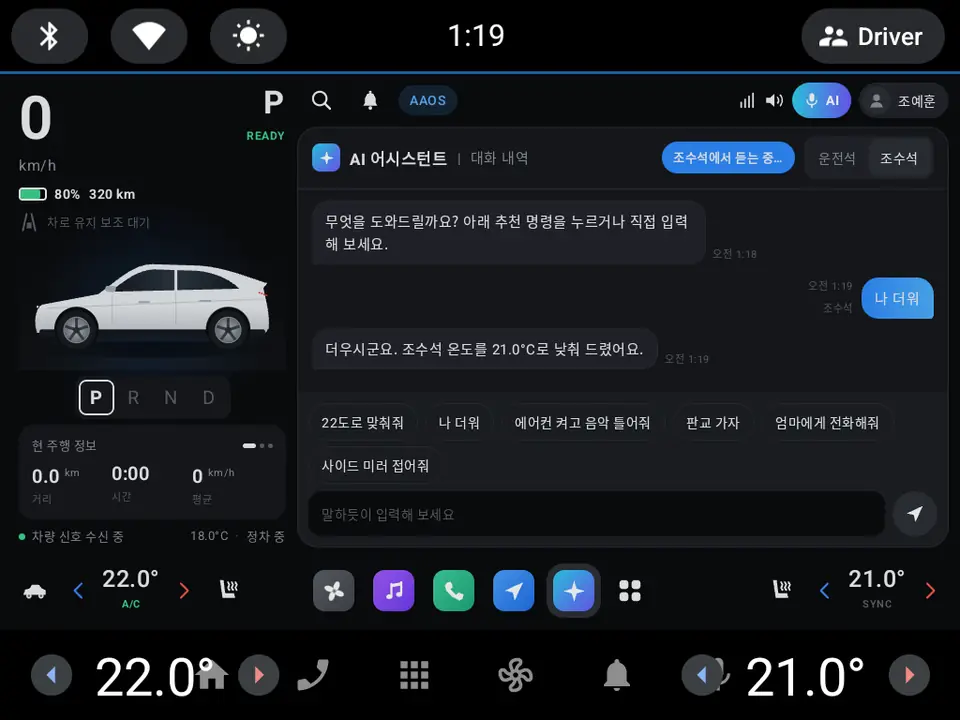 1:19
Driver
0
P
READY
km/h
80% 320 km
차로 유지 보조 대기
P R N D
현 주행 정보
0.0 km
거리
0:00
시간
0 km/h
평균
차량 신호 수신 중
18.0°C · 정차 중
AAOS
AI
조예훈
AI 어시스턴트 | 대화 내역
조수석에서 듣는 중...
운전석
조수석
무엇을 도와드릴까요? 아래 추천 명령을 누르거나 직접 입력
해 보세요.
오전 1:18
오전 1:19
조수석
나 더워
더우시군요. 조수석 온도를 21.0°C로 낮춰 드렸어요.
오전 1:19
22도로 맞춰줘
나 더워
에어컨 켜고 음악 틀어줘
판교 가자
엄마에게 전화해줘
사이드 미러 접어줘
말하듯이 입력해 보세요
22.0°
A/C
21.0°
SYNC
22.0°
21.0°